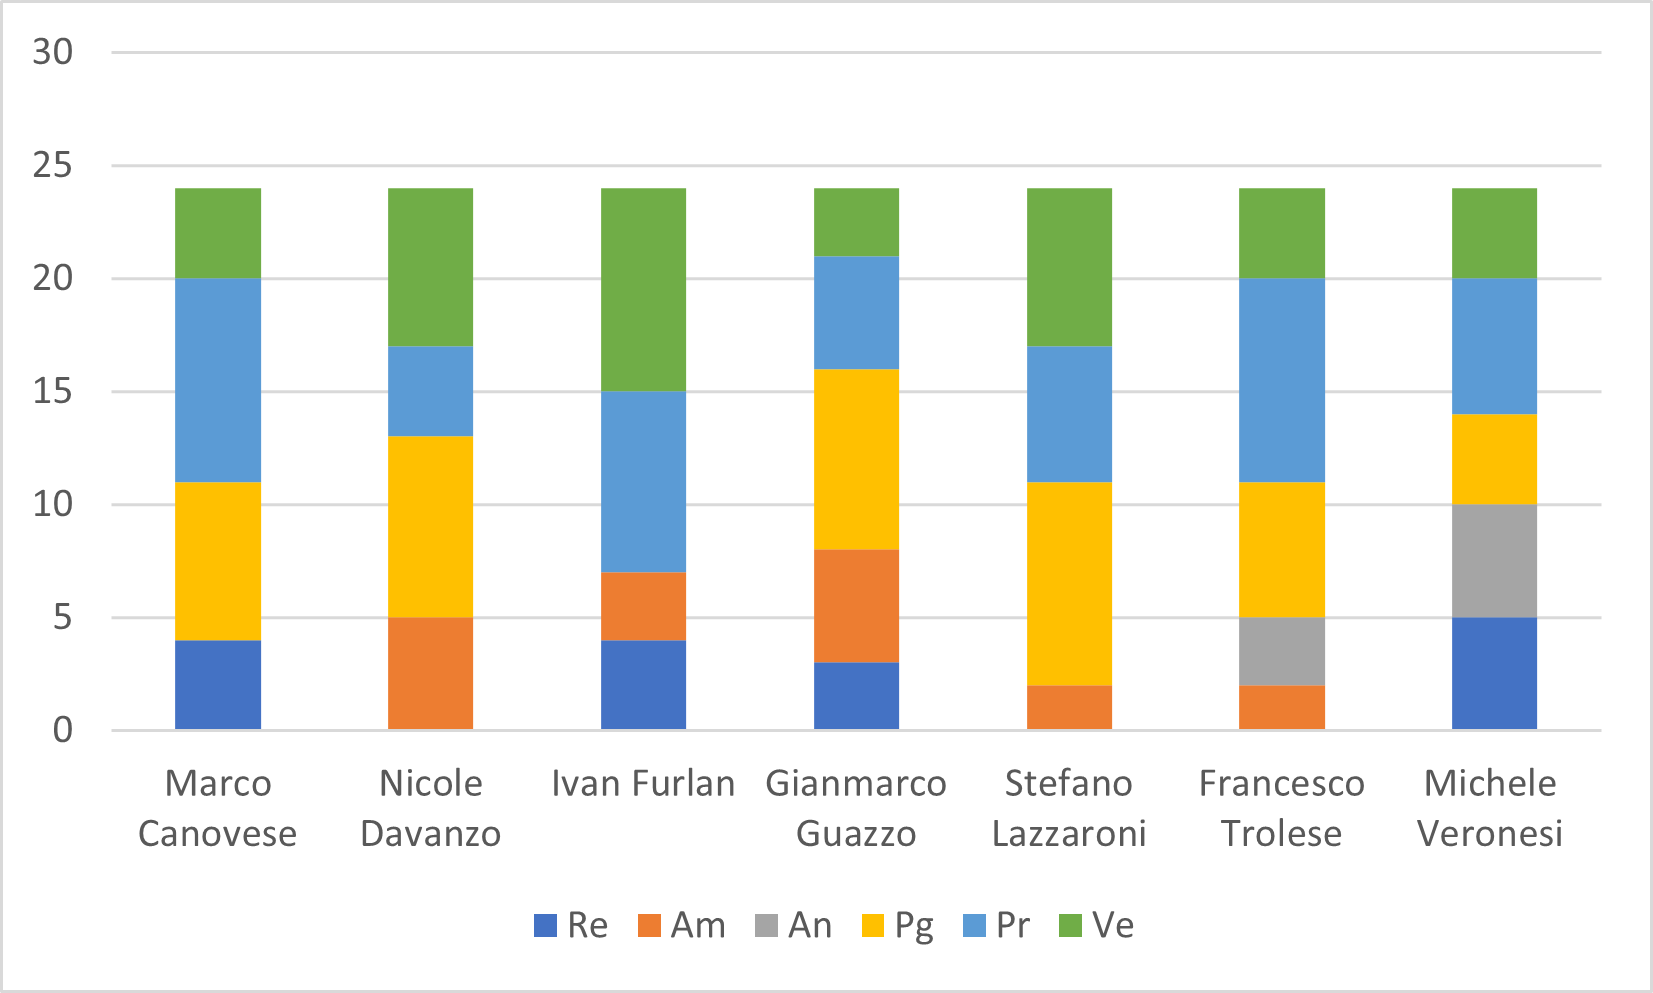 30
25
20
15
10
5
0
Marco Canovese
Nicole Davanzo
Ivan Furlan
Gianmarco Guazzo
Stefano Lazzaroni
Francesco Trolese
Michele Veronesi
Re Am An Pg Pr Ve